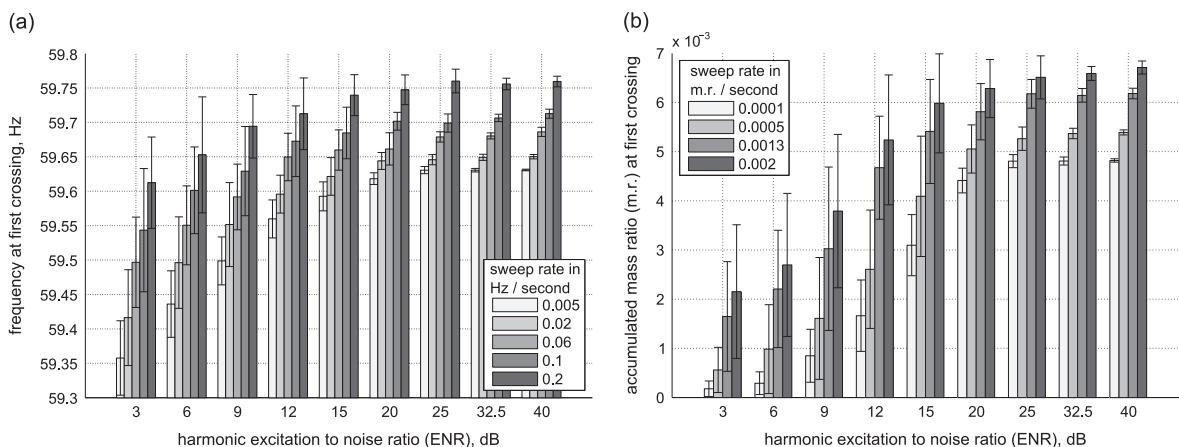 (a)
frequency at first crossing, Hz
59.8
59.75
59.7
59.65
59.6
59.55
59.5
59.45
59.4
59.35
59.3
sweep rate in
Hz / second
0.005
0.02
0.06
0.1
0.2
3 6 9 12 15 20 25 32.5 40
harmonic excitation to noise ratio (ENR), dB
(b)
accumulated mass ratio (m.r.) at first crossing
x 10⁻³
7
6
5
4
3
2
1
0
sweep rate in
m.r. / second
0.0001
0.0005
0.0013
0.002
3 6 9 12 15 20 25 32.5 40
harmonic excitation to noise ratio (ENR), dB